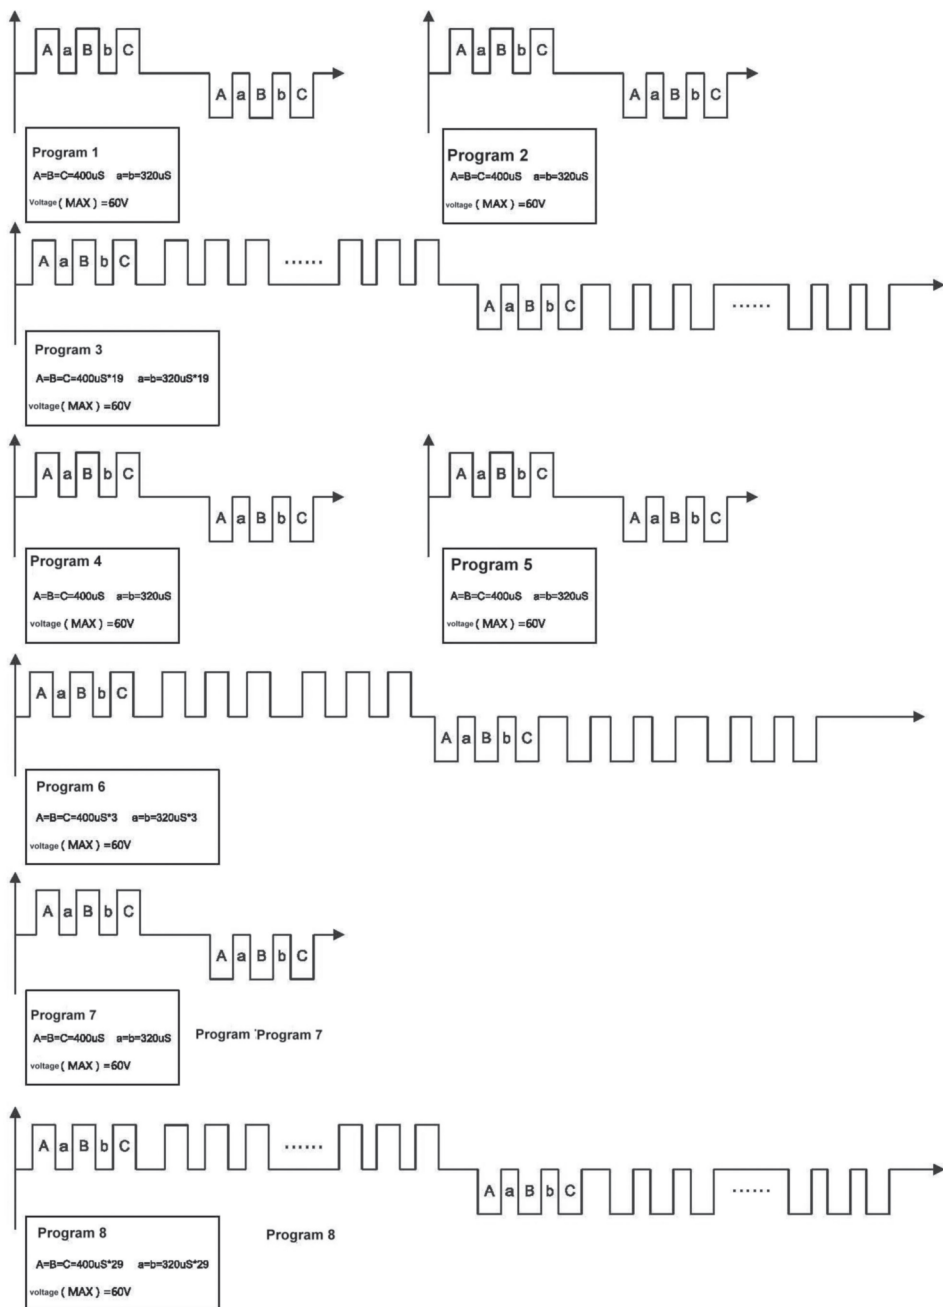 A a B b C
A a B b C
Program 1
A=B=C=400uS a=b=320uS
Voltage ( MAX ) =60V
A a B b C
A a B b C
Program 2
A=B=C=400uS a=b=320uS
voltage ( MAX ) =60V
A a B b C ......
A a B b C ......
Program 3
A=B=C=400uS*19 a=b=320uS*19
voltage ( MAX ) =60V
A a B b C
A a B b C
Program 4
A=B=C=400uS a=b=320uS
voltage ( MAX ) =60V
A a B b C
A a B b C
Program 5
A=B=C=400uS a=b=320uS
voltage ( MAX ) =60V
A a B b C
A a B b C
Program 6
A=B=C=400uS*3 a=b=320uS*3
voltage ( MAX ) =60V
A a B b C
A a B b C
Program 7
A=B=C=400uS a=b=320uS
voltage ( MAX ) =60V
Program Program 7
A a B b C ......
A a B b C ......
Program 8
A=B=C=400uS*29 a=b=320uS*29
voltage ( MAX ) =60V
Program 8